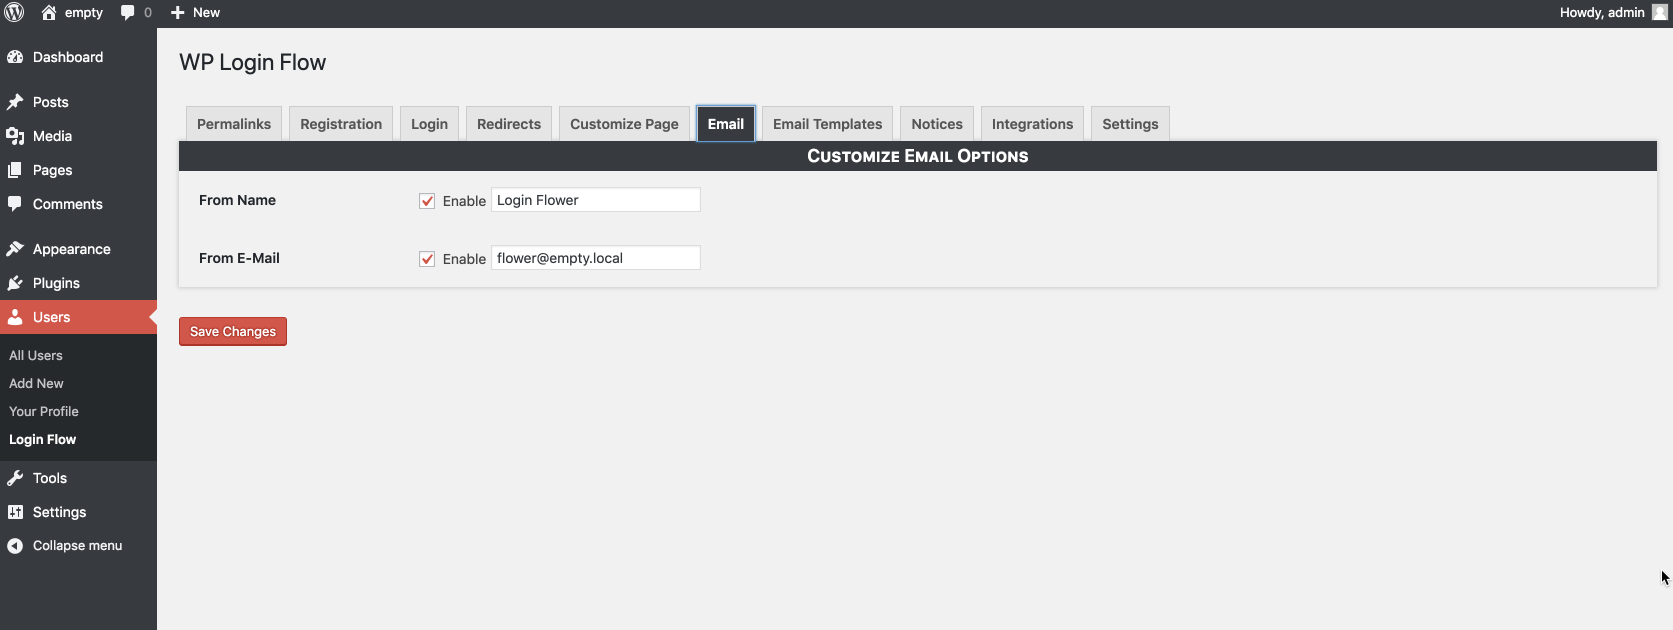 empty 0 New Howdy, admin
Dashboard
Posts
Media
Pages
Comments
Appearance
Plugins
Users
All Users
Add New
Your Profile
Login Flow
Tools
Settings
Collapse menu
WP Login Flow
Permalinks Registration Login Redirects Customize Page Email Email Templates Notices Integrations Settings
Customize Email Options
From Name Enable Login Flower
From E-Mail Enable flower@empty.local
Save Changes